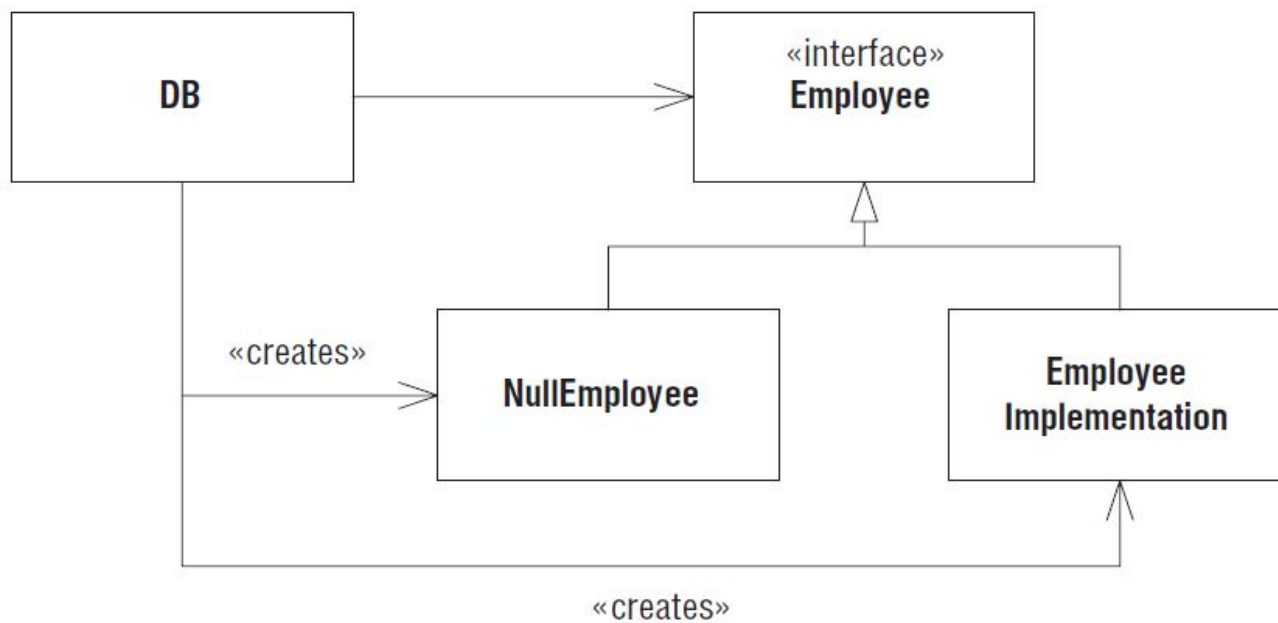 DB
«interface»
Employee
«creates»
NullEmployee
Employee
Implementation
«creates»